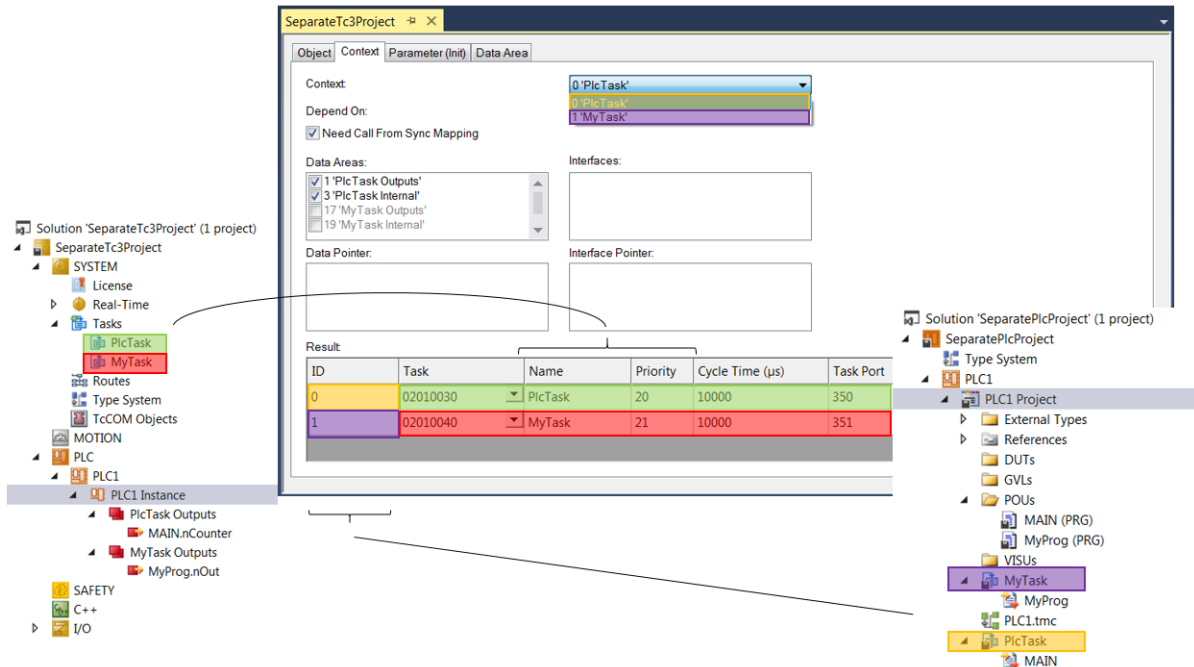 SeparateTc3Project
Object Context Parameter (Init) Data Area
Context:
0 'PlcTask'
0 'PlcTask'
1 'MyTask'
Depend On:
Need Call From Sync Mapping
Data Areas:
Interfaces:
1 'PlcTask Outputs'
3 'PlcTask Internal'
17 'MyTask Outputs'
19 'MyTask Internal'
Data Pointer:
Interface Pointer:
Result:
ID Task Name Priority Cycle Time (µs) Task Port
0 02010030 PlcTask 20 10000 350
1 02010040 MyTask 21 10000 351
Solution 'SeparateTc3Project' (1 project)
SeparateTc3Project
SYSTEM
License
Real-Time
Tasks
PlcTask
MyTask
Routes
Type System
TcCOM Objects
MOTION
PLC
PLC1
PLC1 Instance
PlcTask Outputs
MAIN.nCounter
MyTask Outputs
MyProg.nOut
SAFETY
C++
I/O
Solution 'SeparatePlcProject' (1 project)
SeparatePlcProject
Type System
PLC1
PLC1 Project
External Types
References
DUTs
GVLs
POUs
MAIN (PRG)
MyProg (PRG)
VISUs
MyTask
MyProg
PLC1.tmc
PlcTask
MAIN